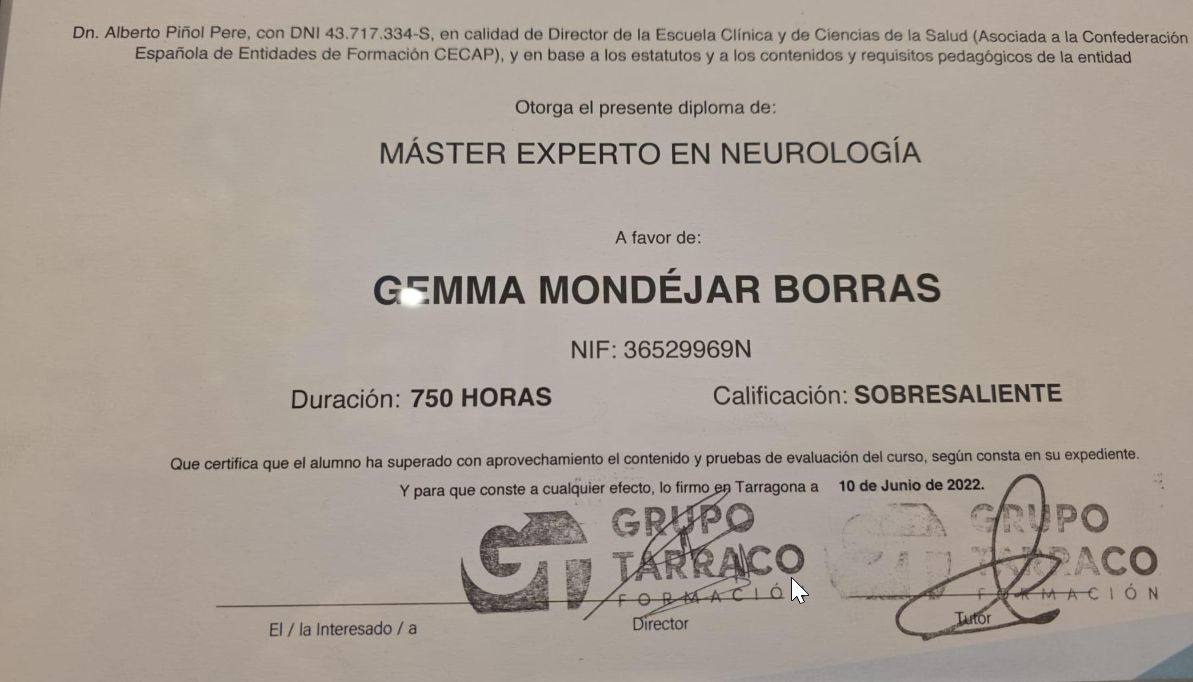 Dn. Alberto Piñol Pere, con DNI 43.717.334-S, en calidad de Director de la Escuela Clínica y de Ciencias de la Salud (Asociada a la Confederación
Española de Entidades de Formación CECAP), y en base a los estatutos y a los contenidos y requisitos pedagógicos de la entidad
Otorga el presente diploma de:
MÁSTER EXPERTO EN NEUROLOGÍA
A favor de:
GEMMA MONDÉJAR BORRAS
NIF: 36529969N
Duración: 750 HORAS Calificación: SOBRESALIENTE
Que certifica que el alumno ha superado con aprovechamiento el contenido y pruebas de evaluación del curso, según consta en su expediente.
Y para que conste a cualquier efecto, lo firmo en Tarragona a 10 de Junio de 2022.
GT GRUPO GRUPO
TARRACO TARRACO
FORMACIÓ FORMACIÓN
El / la Interesado / a Director Tutor